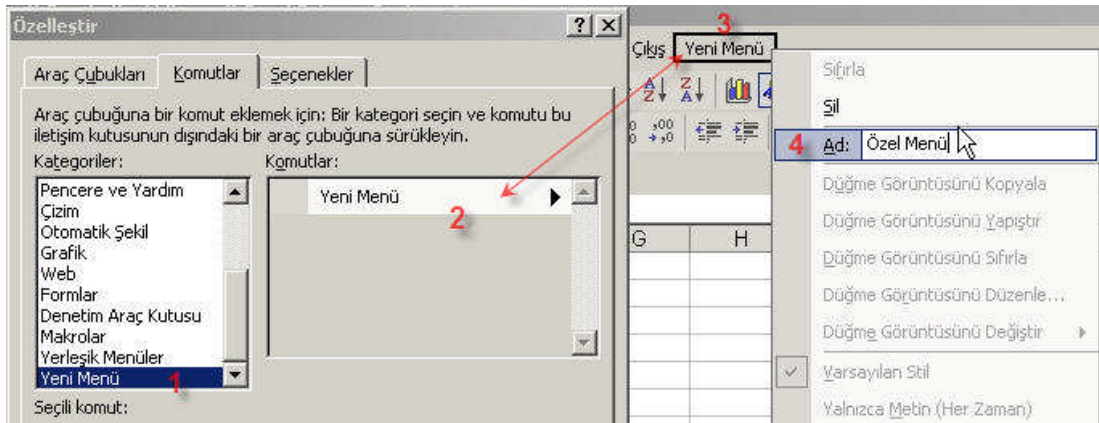 Özelleştir
Araç Çubukları Komutlar Seçenekler
Araç çubuğuna bir komut eklemek için: Bir kategori seçin ve komutu bu
iletişim kutusunun dışındaki bir araç çubuğuna sürükleyin.
Kategoriler:
Komutlar:
Pencere ve Yardım
Çizim
Otomatik Şekil
Grafik
Web
Formlar
Denetim Araç Kutusu
Makrolar
Yerleşik Menüler
Yeni Menü
1
Yeni Menü
2
Seçili komut:
3
Çıkış Yeni Menü
G H
Sıfırla
Sil
4 Ad: Özel Menü
Düğme Görüntüsünü Kopyala
Düğme Görüntüsünü Yapıştır
Düğme Görüntüsünü Sıfırla
Düğme Görüntüsünü Düzenle...
Düğme Görüntüsünü Değiştir
Varsayılan Stil
Yalnızca Metin (Her Zaman)